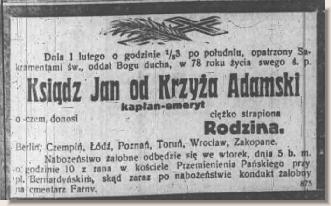 Dnia 1 lutego o godzinie ½3 po południu, opatrzony Sa-
kramentami św., oddał Bogu ducha, w 78 roku życia swego ś. p.
Ksiądz Jan od Krzyża Adamski
kapłan-emeryt
o czem, donosi ciężko strapiona
Rodzina.
Berlin, Czempiń, Łódź, Poznań, Toruń, Wrocław, Zakopane.
Nabożeństwo żałobne odbędzie się we wtorek, dnia 5 b. m.
o godzinie 10 z rana w kościele Przemienienia Pańskiego przy
pl. Bernardyńskim, skąd zaraz po nabożeństwie kondukt żałobny
na cmentarz Farny. 875